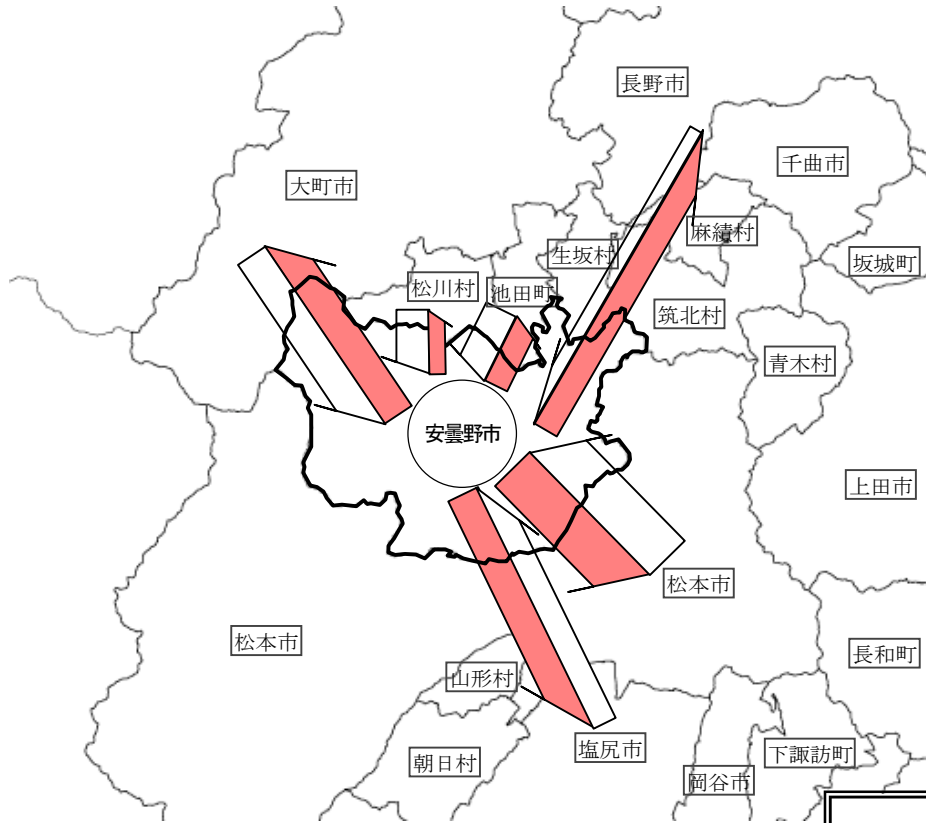 長野市
千曲市
大町市
麻績村
生坂村
坂城町
松川村
池田町
筑北村
青木村
安曇野市
上田市
松本市
松本市
長和町
山形村
塩尻市
下諏訪町
朝日村
岡谷市